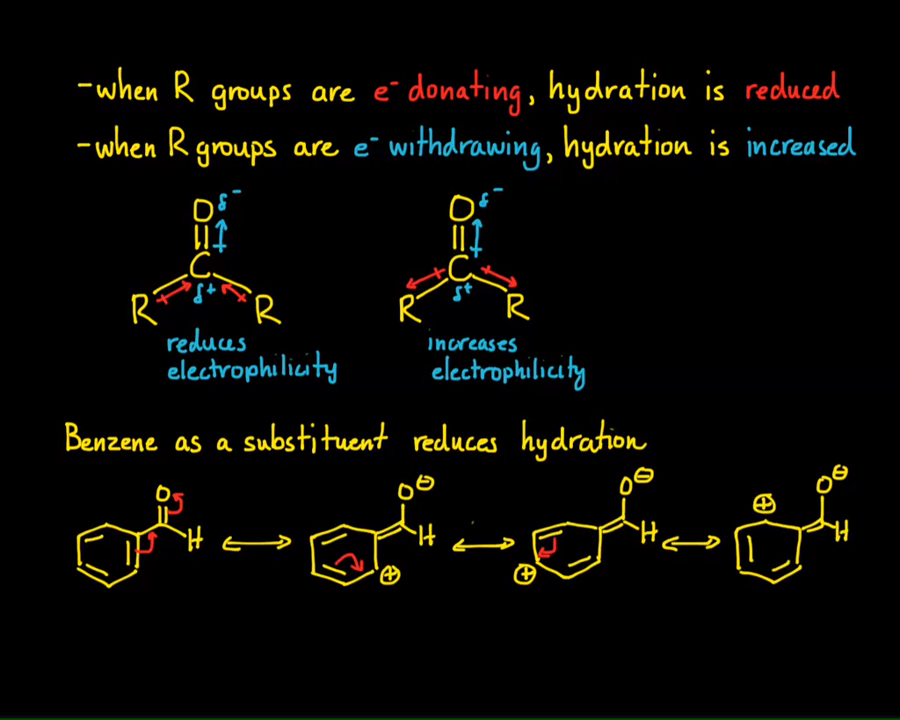 -when R groups are e⁻ donating, hydration is reduced
-when R groups are e⁻ withdrawing, hydration is increased
O δ⁻ O δ⁻
C C
δ+ δ+
R R R R
reduces increases
electrophilicity electrophilicity
Benzene as a substituent reduces hydration
O O⊖ O⊖ ⊕ O⊖
H H H H
⊕ ⊕